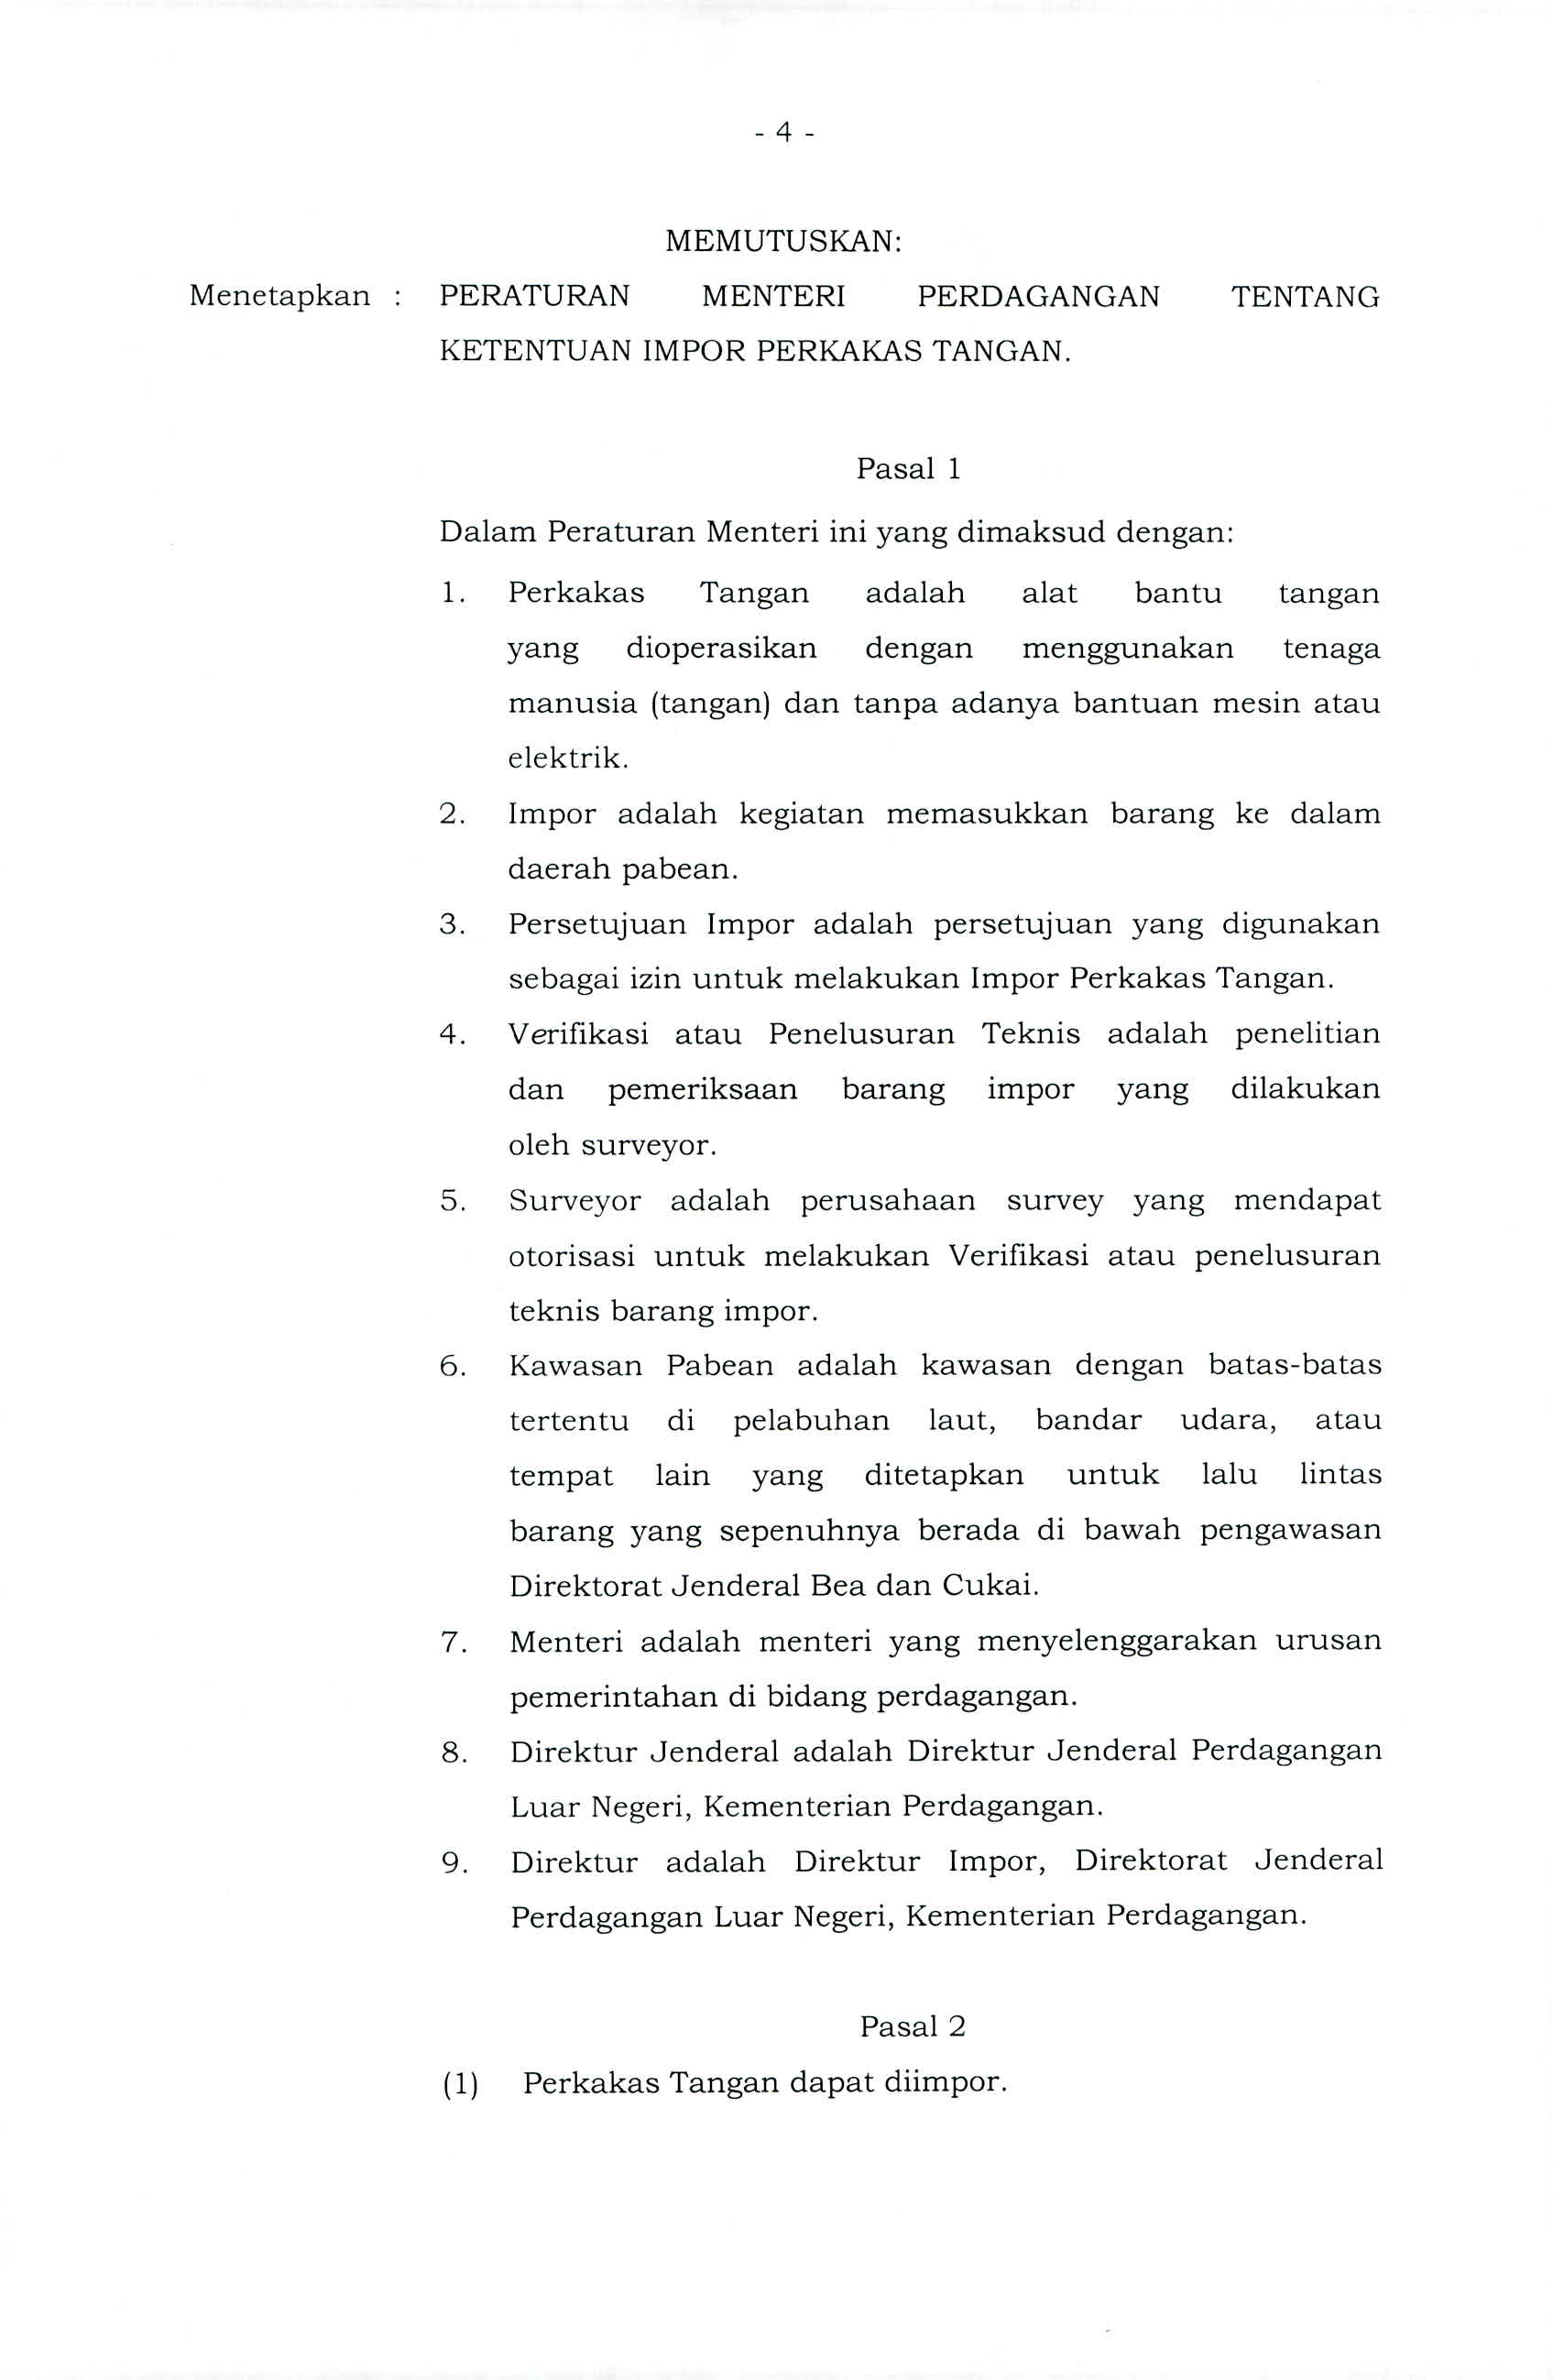 - 4 -
MEMUTUSKAN:
Menetapkan : PERATURAN MENTERI PERDAGANGAN TENTANG
KETENTUAN IMPOR PERKAKAS TANGAN.
Pasal 1
Dalam Peraturan Menteri ini yang dimaksud dengan:
1. Perkakas Tangan adalah alat bantu tangan
yang dioperasikan dengan menggunakan tenaga
manusia (tangan) dan tanpa adanya bantuan mesin atau
elektrik.
2. Impor adalah kegiatan memasukkan barang ke dalam
daerah pabean.
3. Persetujuan Impor adalah persetujuan yang digunakan
sebagai izin untuk melakukan Impor Perkakas Tangan.
4. Verifikasi atau Penelusuran Teknis adalah penelitian
dan pemeriksaan barang impor yang dilakukan
oleh surveyor.
5. Surveyor adalah perusahaan survey yang mendapat
otorisasi untuk melakukan Verifikasi atau penelusuran
teknis barang impor.
6. Kawasan Pabean adalah kawasan dengan batas-batas
tertentu di pelabuhan laut, bandar udara, atau
tempat lain yang ditetapkan untuk lalu lintas
barang yang sepenuhnya berada di bawah pengawasan
Direktorat Jenderal Bea dan Cukai.
7. Menteri adalah menteri yang menyelenggarakan urusan
pemerintahan di bidang perdagangan.
8. Direktur Jenderal adalah Direktur Jenderal Perdagangan
Luar Negeri, Kementerian Perdagangan.
9. Direktur adalah Direktur Impor, Direktorat Jenderal
Perdagangan Luar Negeri, Kementerian Perdagangan.
Pasal 2
(1) Perkakas Tangan dapat diimpor.